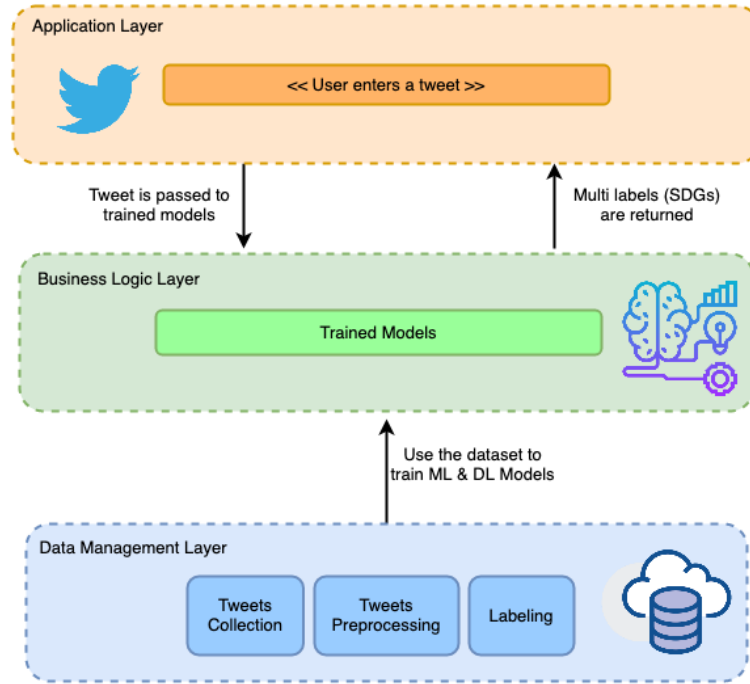 Application Layer
<< User enters a tweet >>
Tweet is passed to
trained models
Multi labels (SDGs)
are returned
Business Logic Layer
Trained Models
Use the dataset to
train ML & DL Models
Data Management Layer
Tweets
Collection
Tweets
Preprocessing
Labeling